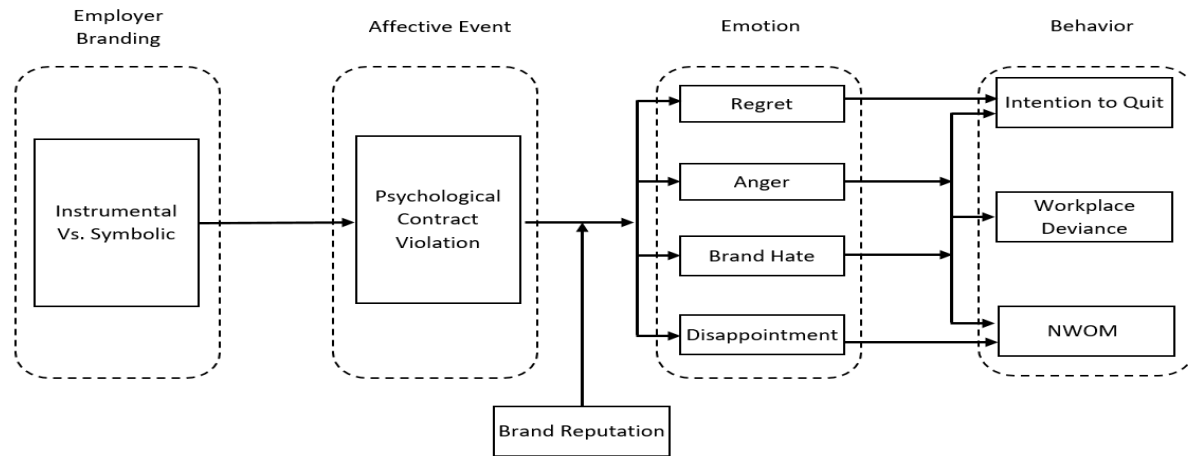 Employer
Branding
Affective Event
Emotion
Behavior
Instrumental
Vs. Symbolic
Psychological
Contract
Violation
Regret
Anger
Brand Hate
Disappointment
Intention to Quit
Workplace
Deviance
NWOM
Brand Reputation